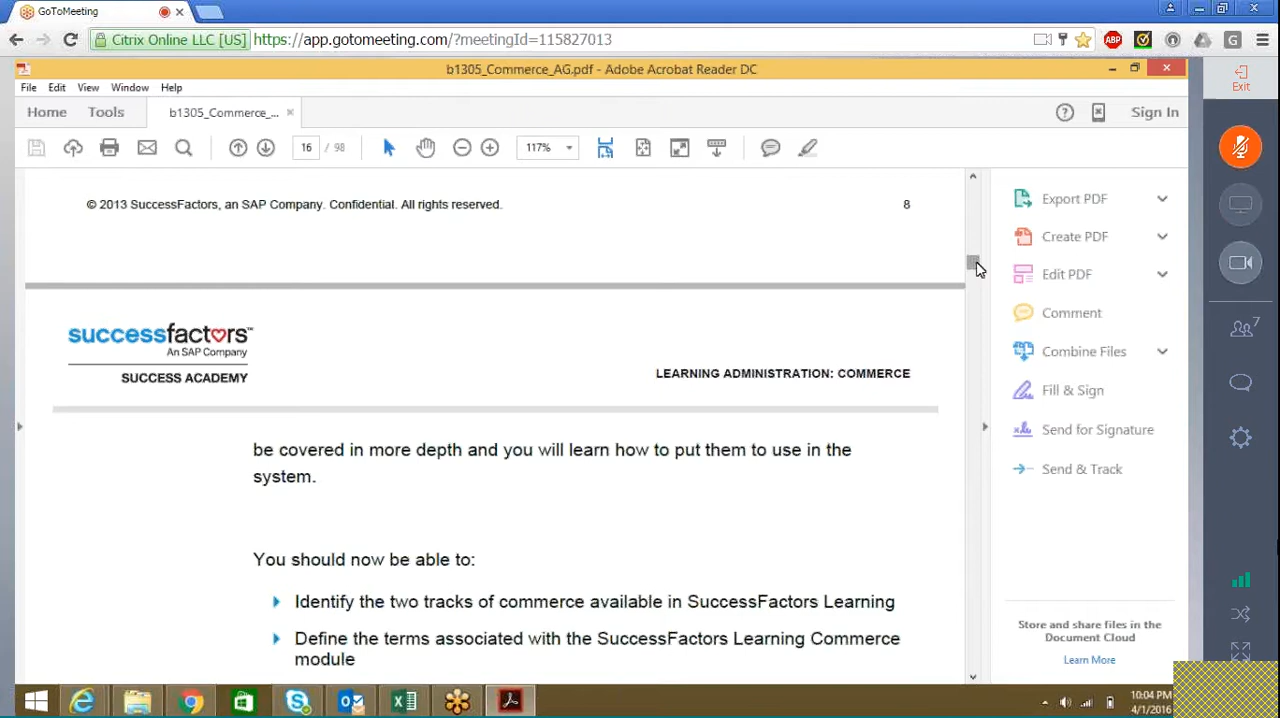 GoToMeeting
Citrix Online LLC [US] https://app.gotomeeting.com/?meetingId=115827013
ABP
G
b1305_Commerce_AG.pdf - Adobe Acrobat Reader DC
File Edit View Window Help
Exit
Home Tools b1305_Commerce_... Sign In
16 / 98 117%
© 2013 SuccessFactors, an SAP Company. Confidential. All rights reserved. 8
Export PDF
Create PDF
Edit PDF
Comment
Combine Files
Fill & Sign
Send for Signature
Send & Track
7
successfactors™
An SAP Company
SUCCESS ACADEMY
LEARNING ADMINISTRATION: COMMERCE
be covered in more depth and you will learn how to put them to use in the
system.
You should now be able to:
Identify the two tracks of commerce available in SuccessFactors Learning
Define the terms associated with the SuccessFactors Learning Commerce
module
Store and share files in the
Document Cloud
Learn More
10:04 PM
4/1/2016